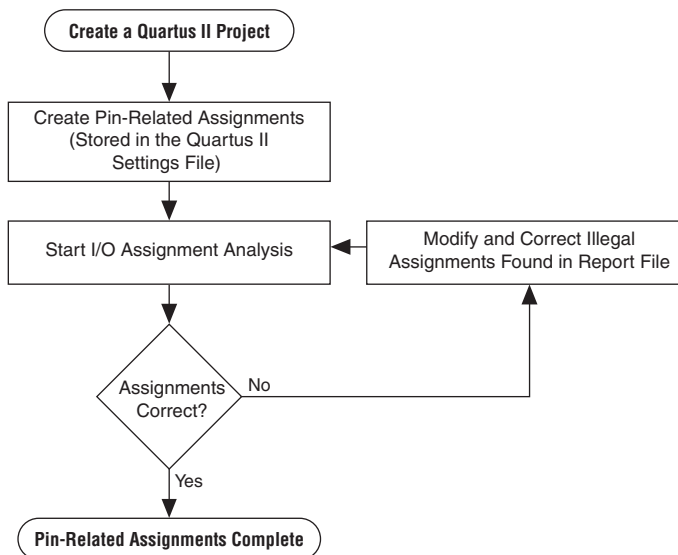 Create a Quartus II Project
Create Pin-Related Assignments
(Stored in the Quartus II
Settings File)
Start I/O Assignment Analysis
Modify and Correct Illegal
Assignments Found in Report File
Assignments
Correct?
No
Yes
Pin-Related Assignments Complete